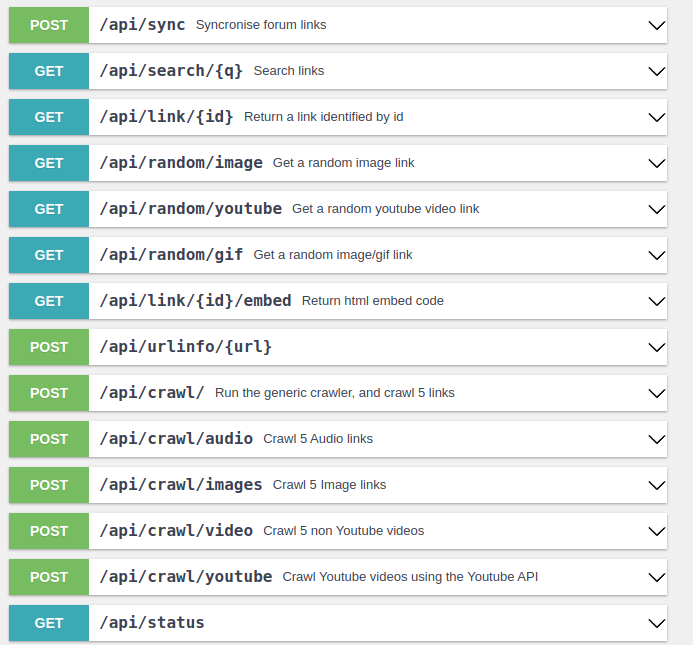 POST /api/sync Syncronise forum links
GET /api/search/{q} Search links
GET /api/link/{id} Return a link identified by id
GET /api/random/image Get a random image link
GET /api/random/youtube Get a random youtube video link
GET /api/random/gif Get a random image/gif link
GET /api/link/{id}/embed Return html embed code
POST /api/urlinfo/{url}
POST /api/crawl/ Run the generic crawler, and crawl 5 links
POST /api/crawl/audio Crawl 5 Audio links
POST /api/crawl/images Crawl 5 Image links
POST /api/crawl/video Crawl 5 non Youtube videos
POST /api/crawl/youtube Crawl Youtube videos using the Youtube API
GET /api/status